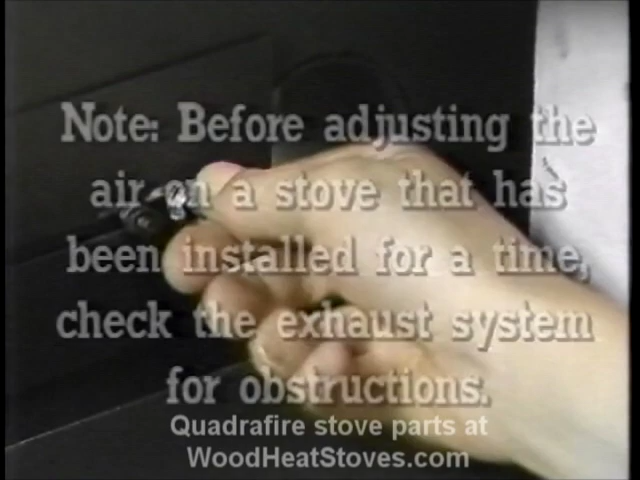 Note: Before adjusting the
air on a stove that has
been installed for a time,
check the exhaust system
for obstructions.
Quadrafire stove parts at
WoodHeatStoves.com